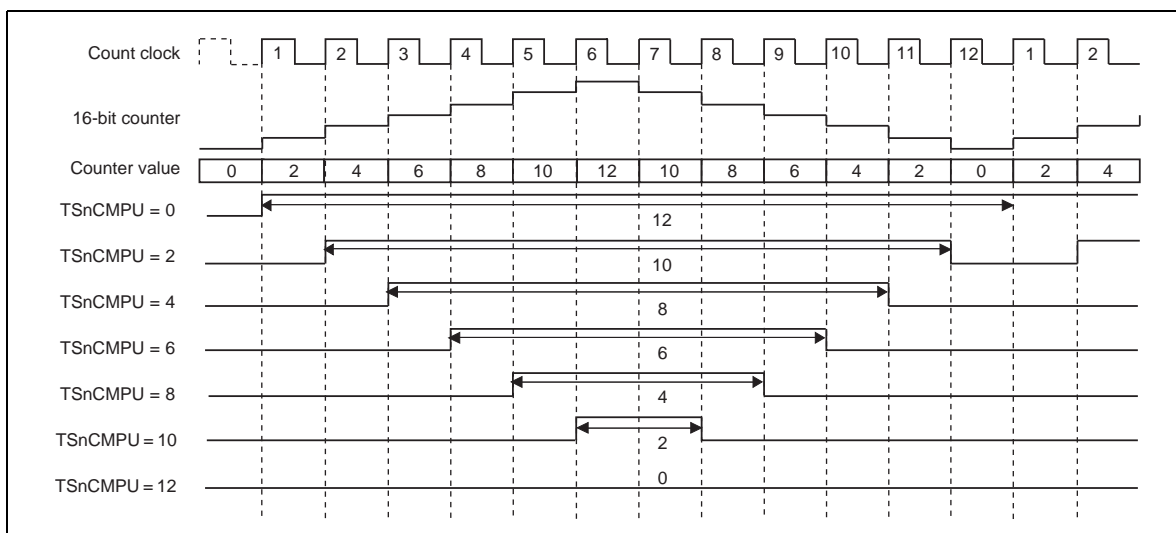 Count clock 1 2 3 4 5 6 7 8 9 10 11 12 1 2
16-bit counter
Counter value 0 2 4 6 8 10 12 10 8 6 4 2 0 2 4
TSnCMPU = 0
12
TSnCMPU = 2
10
TSnCMPU = 4
8
TSnCMPU = 6
6
TSnCMPU = 8
4
TSnCMPU = 10
2
TSnCMPU = 12
0